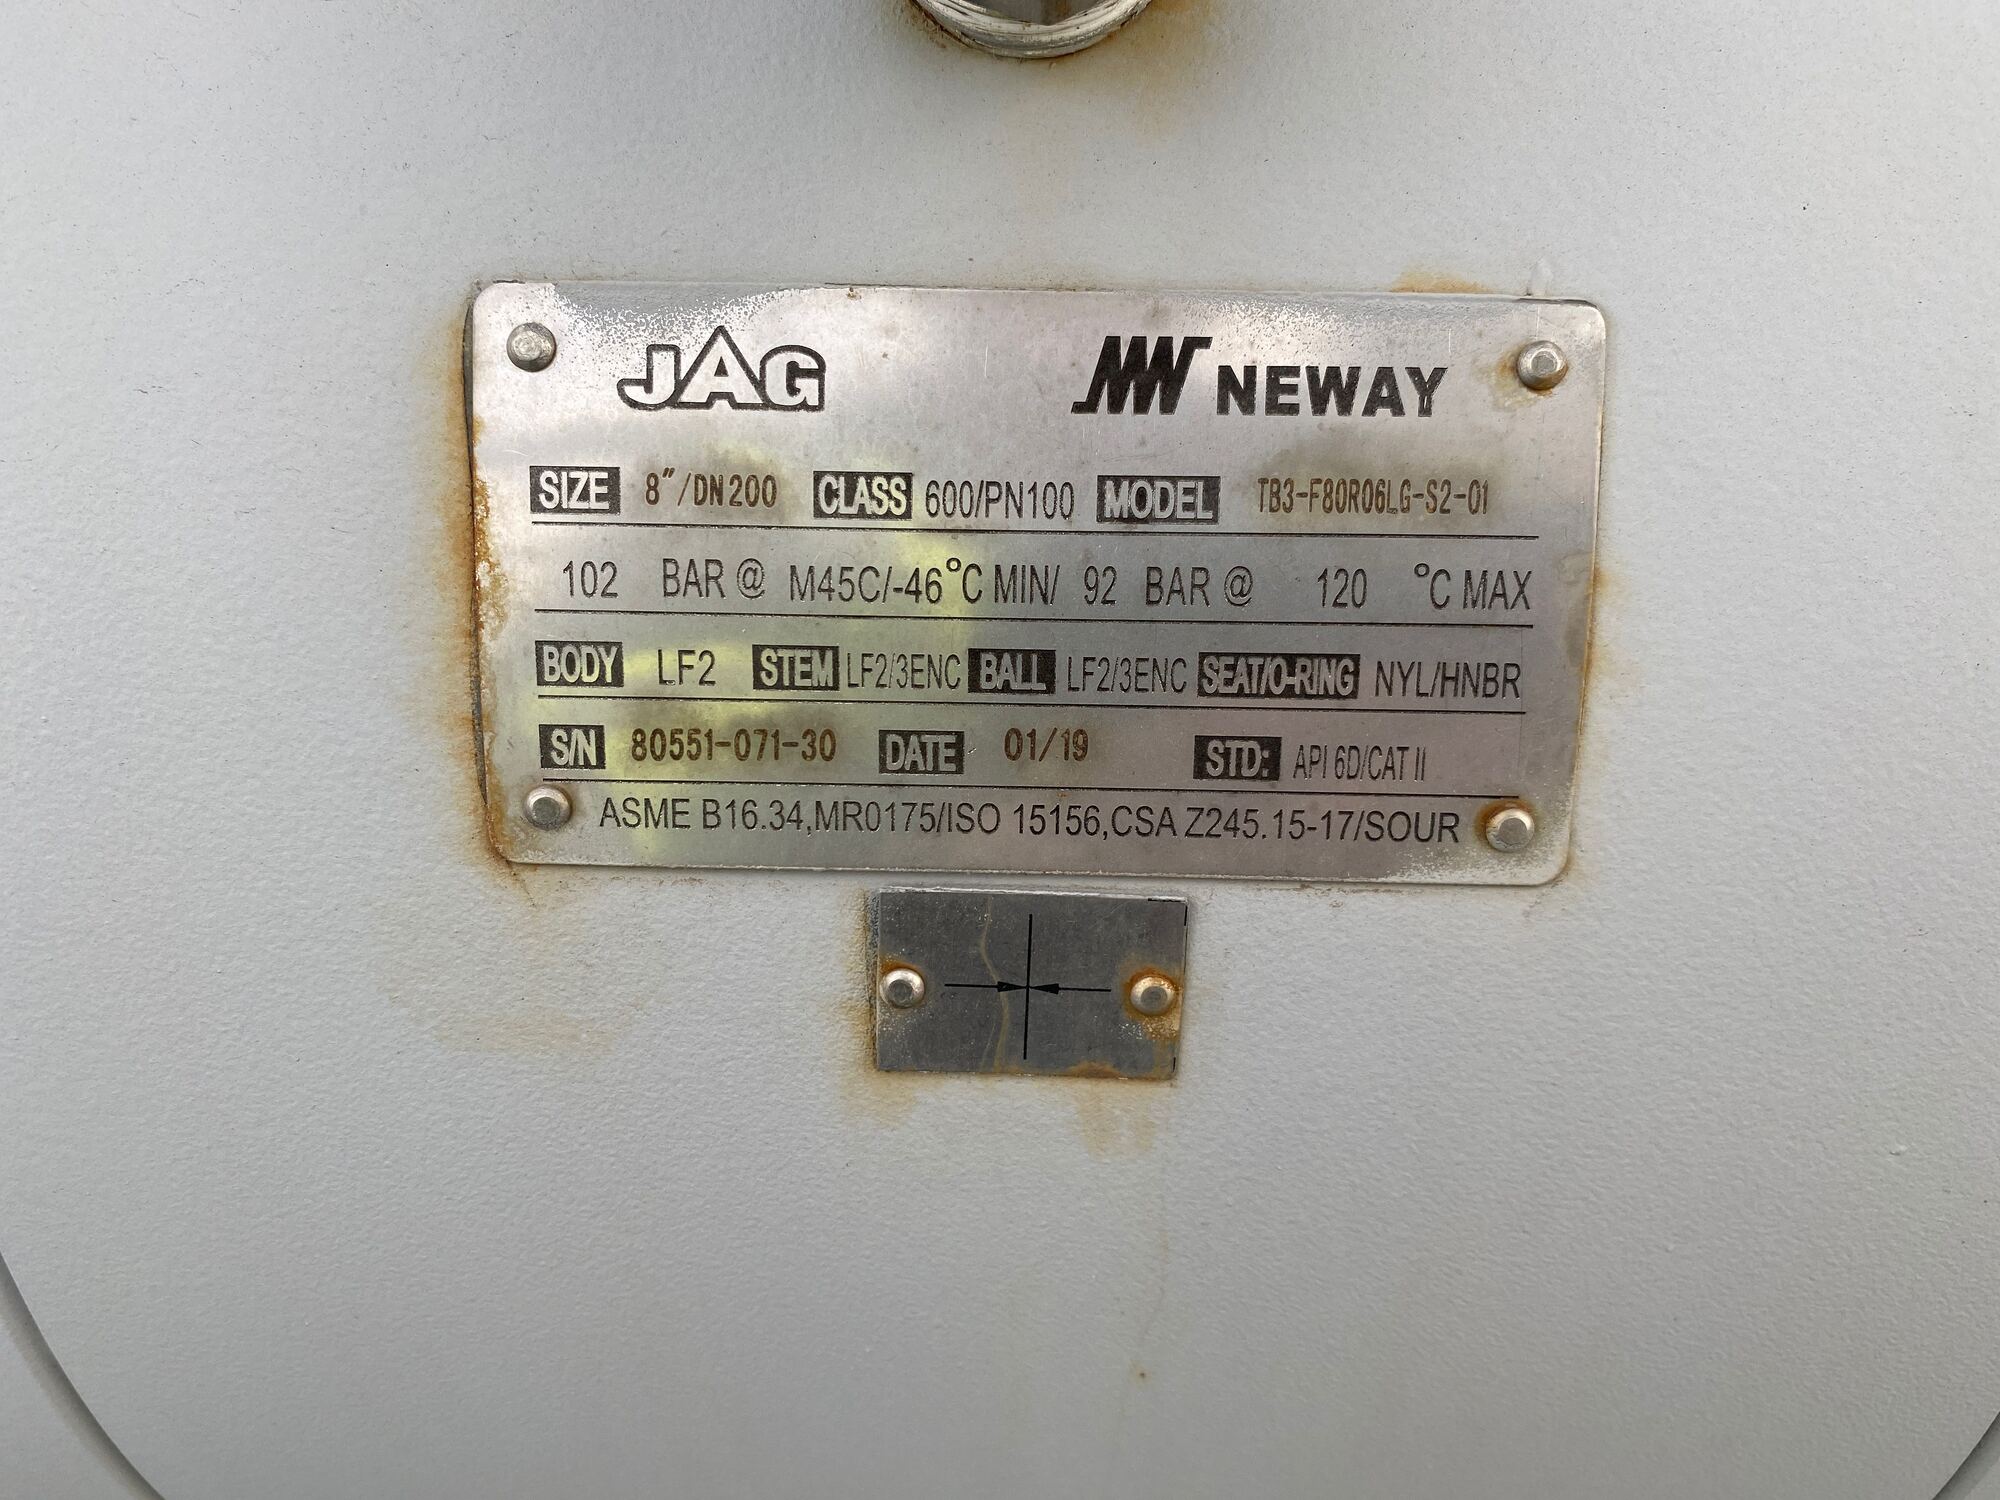 JAG NEWAY
SIZE 8"/DN200 CLASS 600/PN100 MODEL TB3-F80R06LG-S2-01
102 BAR @ M45C/-46°C MIN/ 92 BAR @ 120 °C MAX
BODY LF2 STEM LF2/3ENC BALL LF2/3ENC SEAT/O-RING NYL/HNBR
S/N 80551-071-30 DATE 01/19 STD: API 6D/CAT II
ASME B16.34,MR0175/ISO 15156,CSA Z245.15-17/SOUR